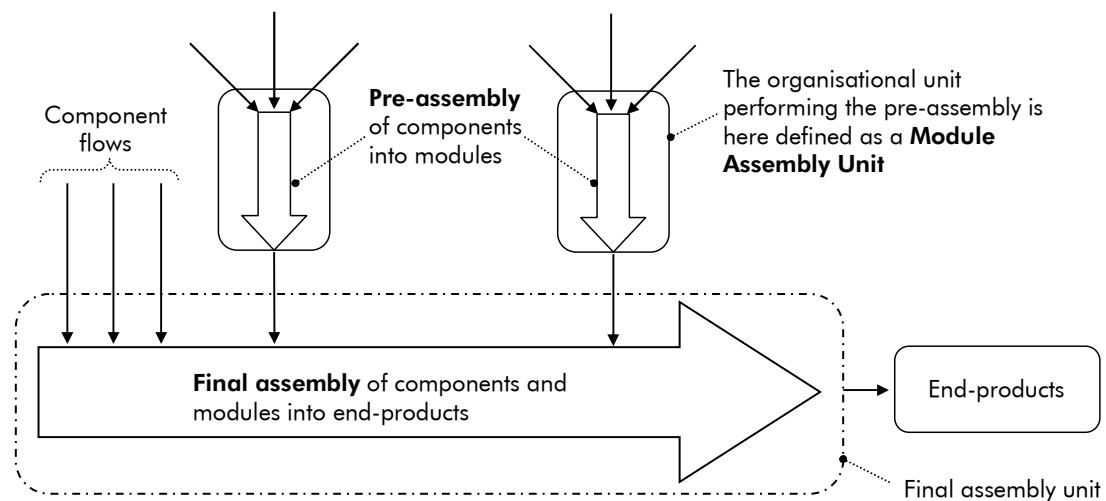 Component
flows
Pre-assembly
of components
into modules
The organisational unit
performing the pre-assembly is
here defined as a Module
Assembly Unit
Final assembly of components and
modules into end-products
End-products
Final assembly unit